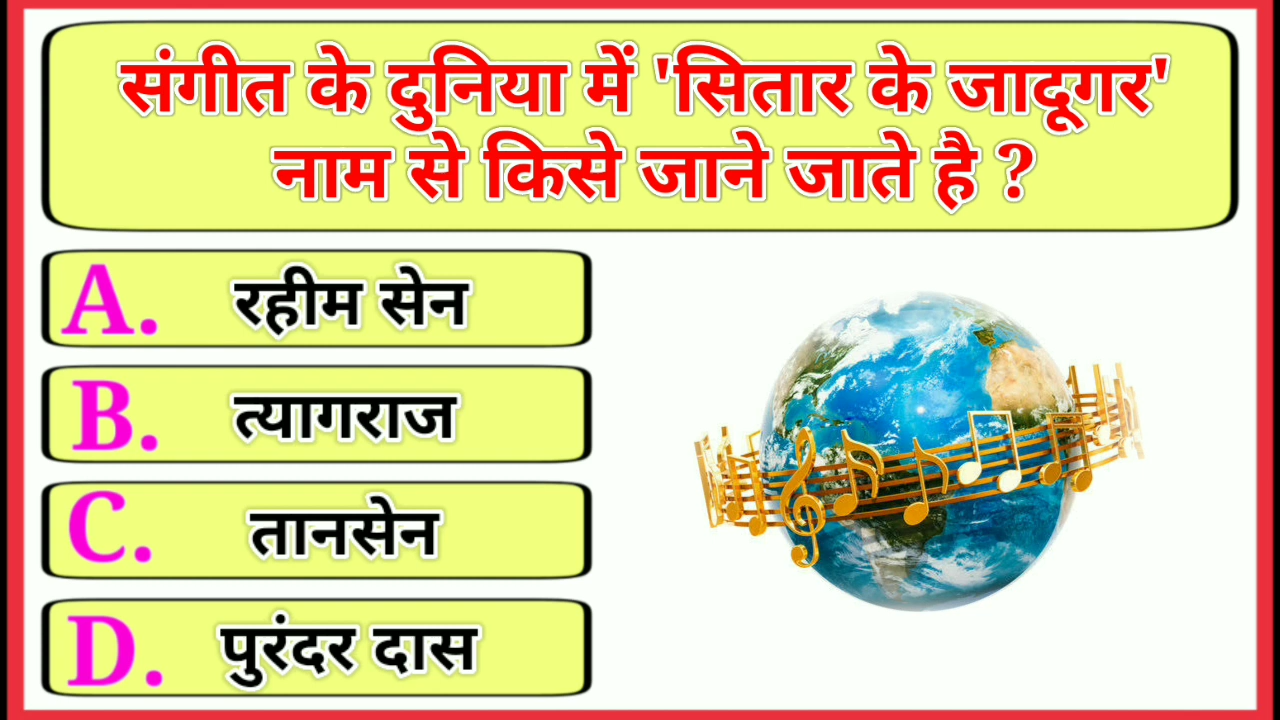 संगीत के दुनिया में 'सितार के जादूगर'
नाम से किसे जाने जाते है ?
A. रहीम सेन
B. त्यागराज
C. तानसेन
D. पुरंदर दास